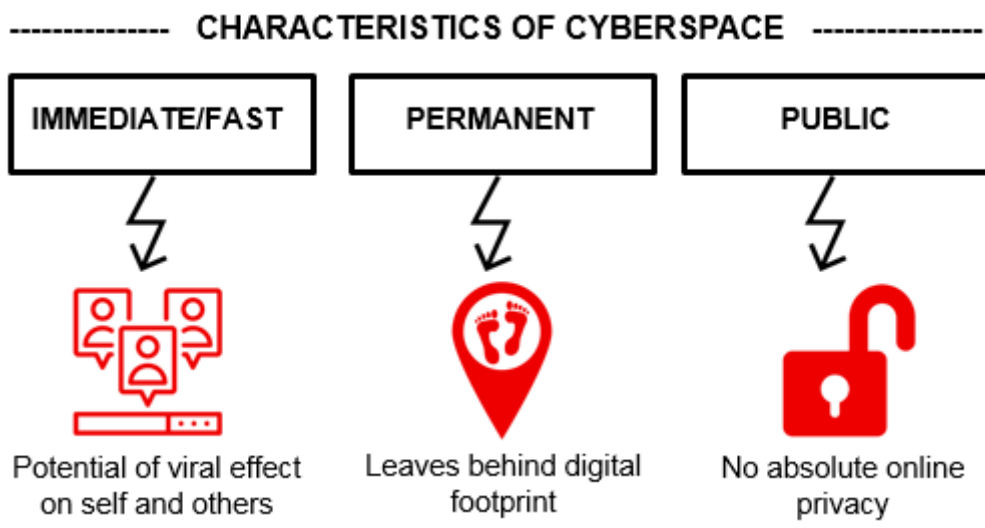 --------------- CHARACTERISTICS OF CYBERSPACE ----------------
IMMEDIATE/FAST
PERMANENT
PUBLIC
Potential of viral effect
on self and others
Leaves behind digital
footprint
No absolute online
privacy